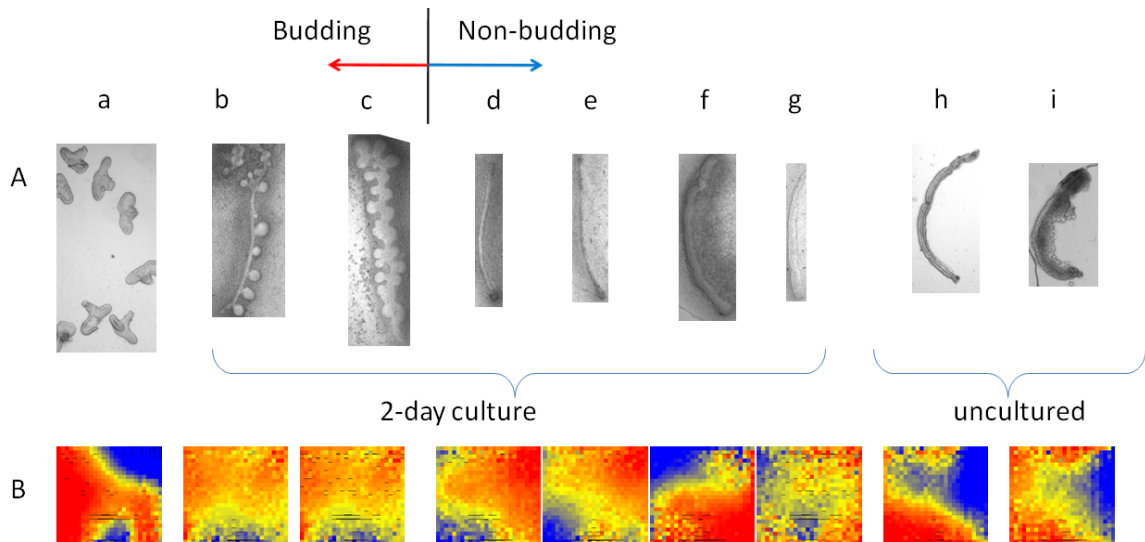 Budding Non-budding
a b c d e f g h i
A
2-day culture uncultured
B